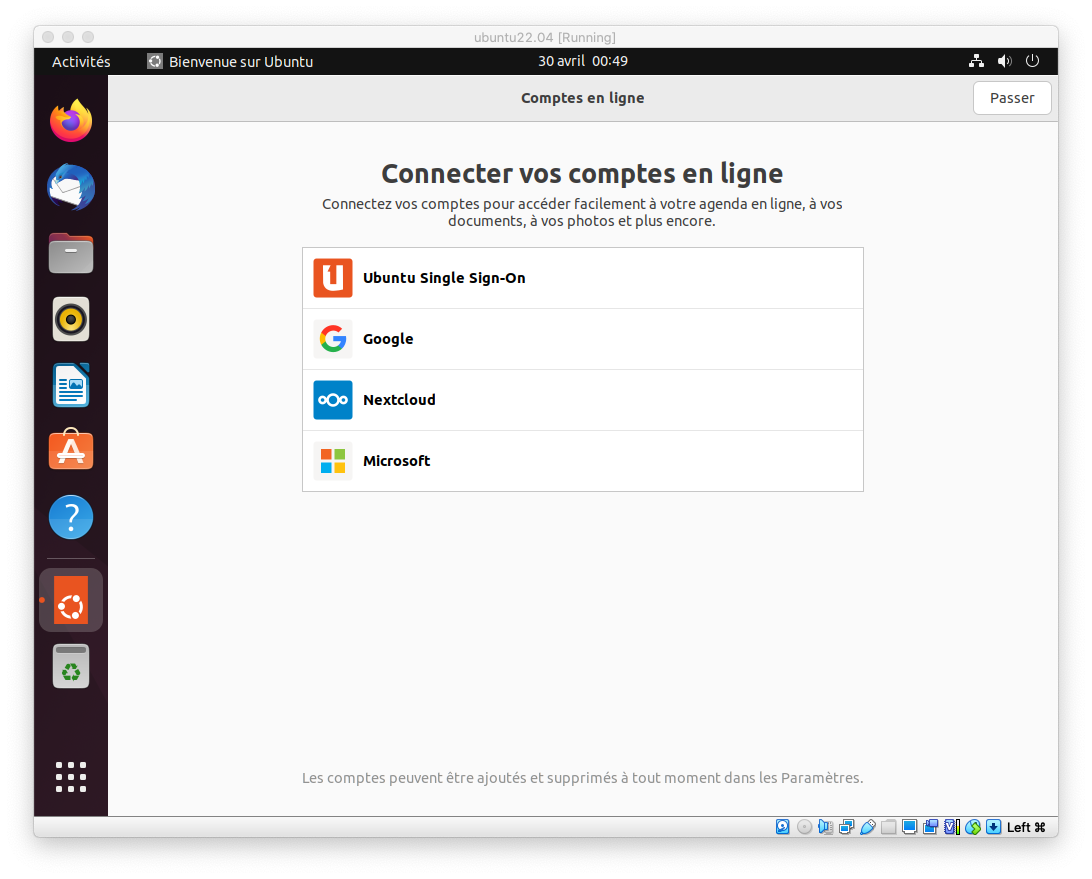 ubuntu22.04 [Running]
Activités
Bienvenue sur Ubuntu
30 avril 00:49
Comptes en ligne
Passer
Connecter vos comptes en ligne
Connectez vos comptes pour accéder facilement à votre agenda en ligne, à vos
documents, à vos photos et plus encore.
Ubuntu Single Sign-On
Google
Nextcloud
Microsoft
Les comptes peuvent être ajoutés et supprimés à tout moment dans les Paramètres.
Left ⌘